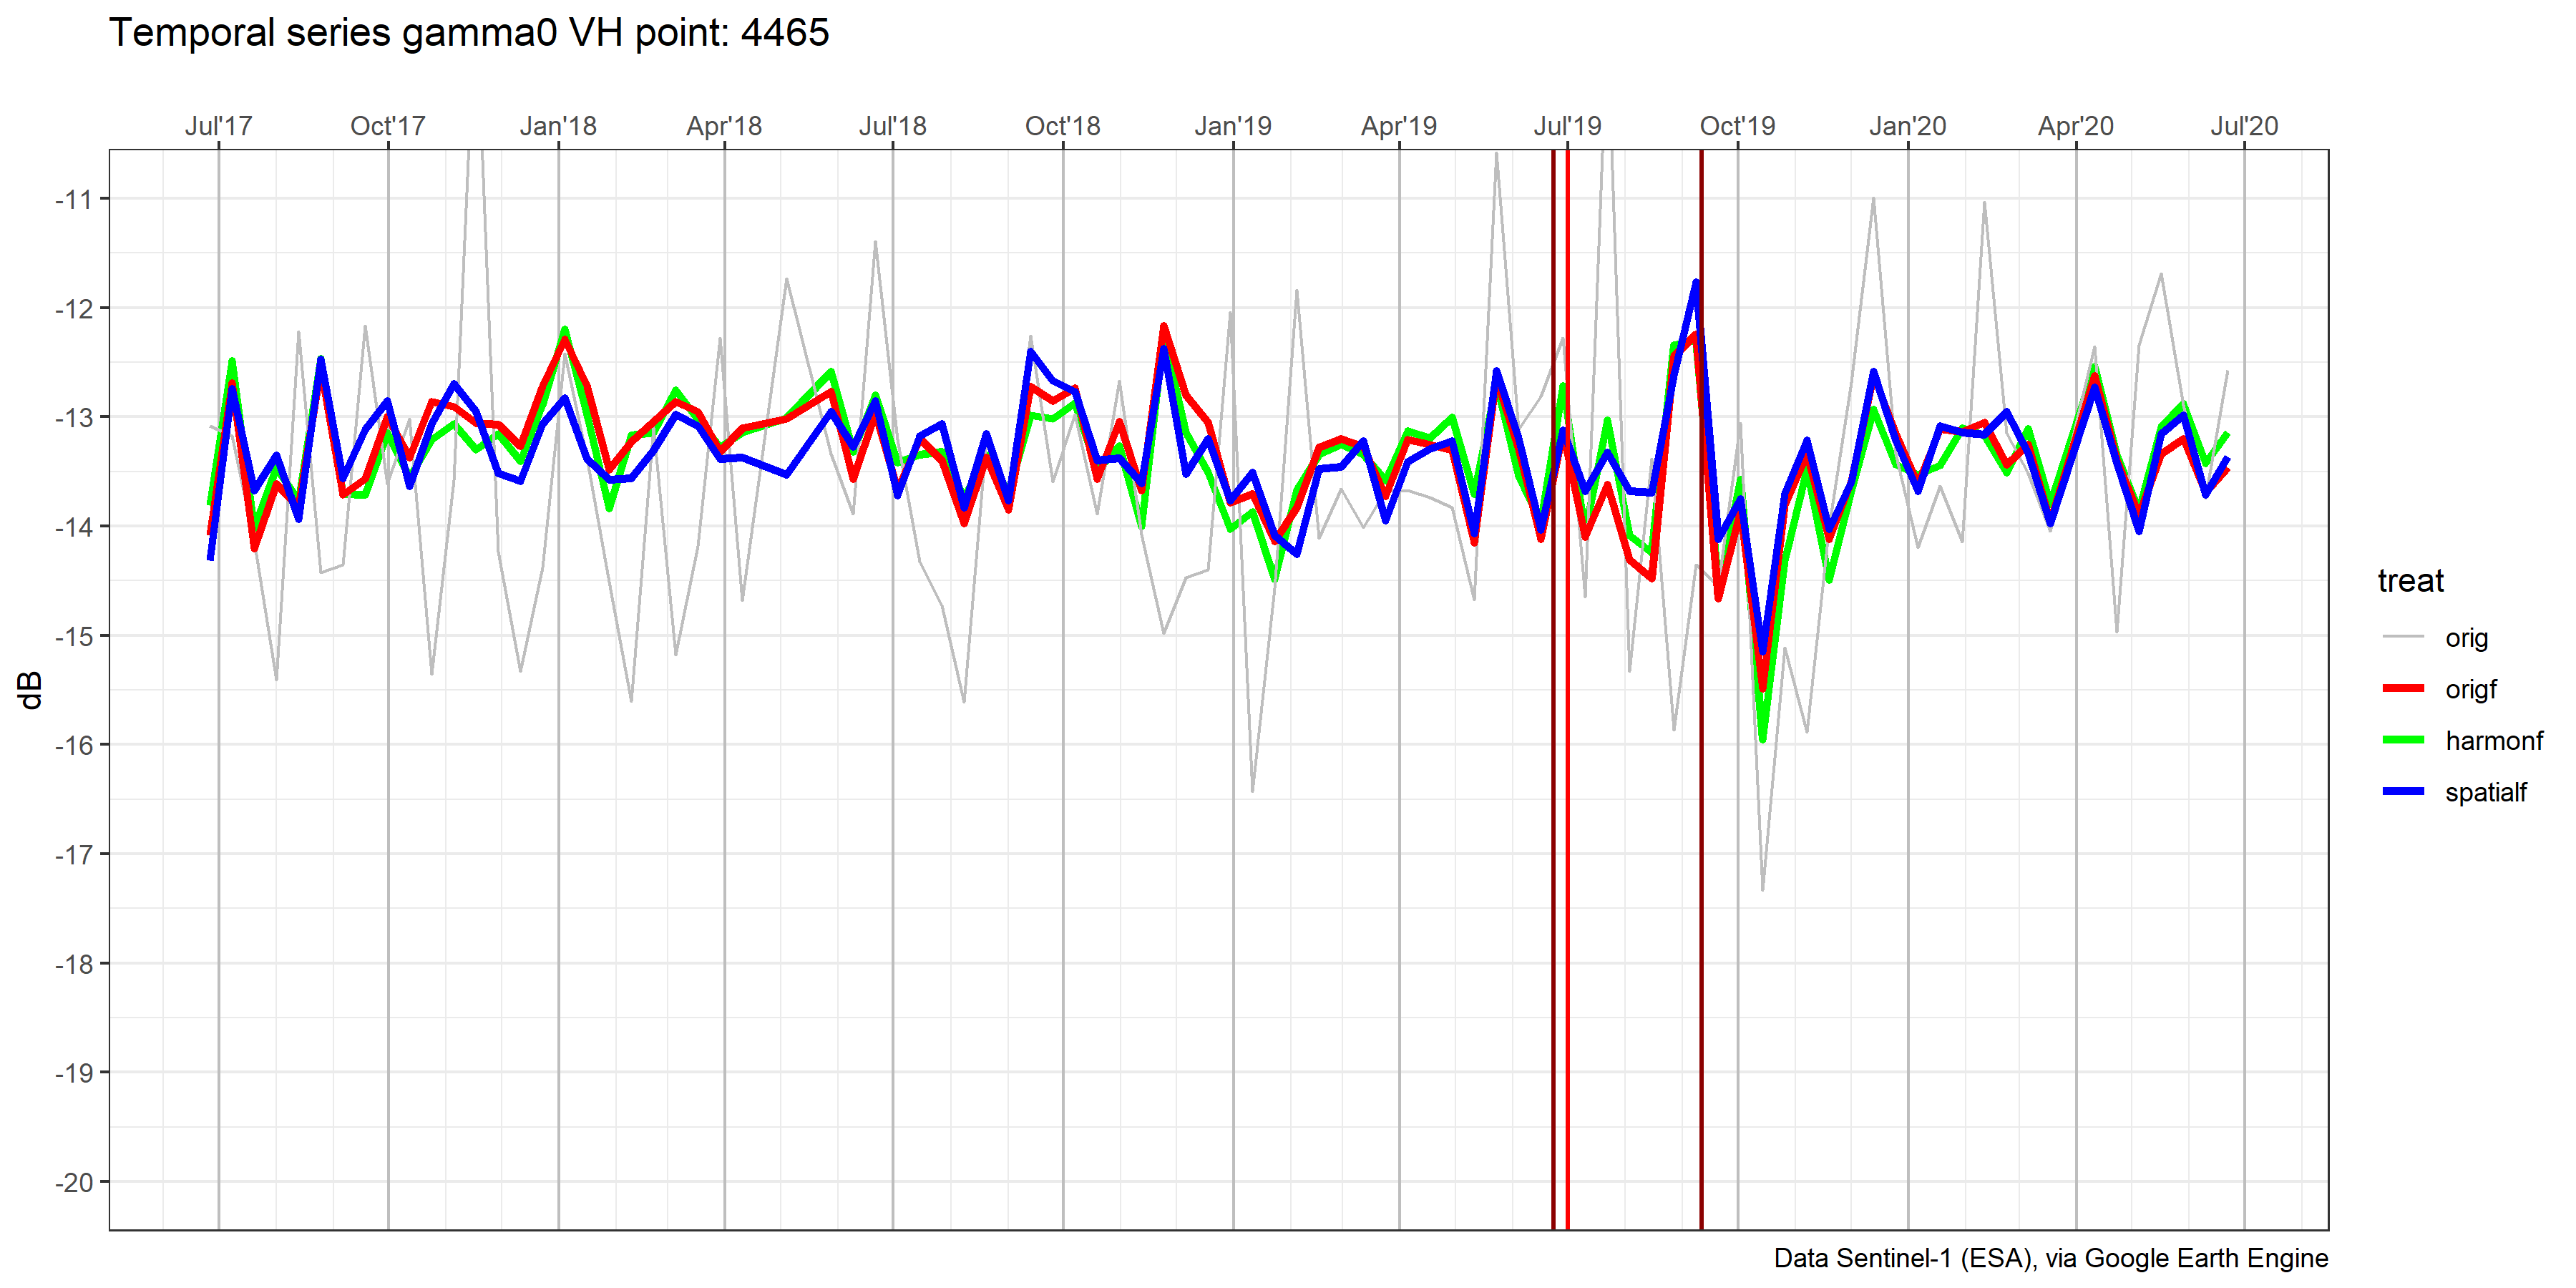 Temporal series gamma0 VH point: 4465
Jul'17 Oct'17 Jan'18 Apr'18 Jul'18 Oct'18 Jan'19 Apr'19 Jul'19 Oct'19 Jan'20 Apr'20 Jul'20
-11
-12
-13
-14
-15
-16
-17
-18
-19
-20
dB
treat
orig
origf
harmonf
spatialf
Data Sentinel-1 (ESA), via Google Earth Engine